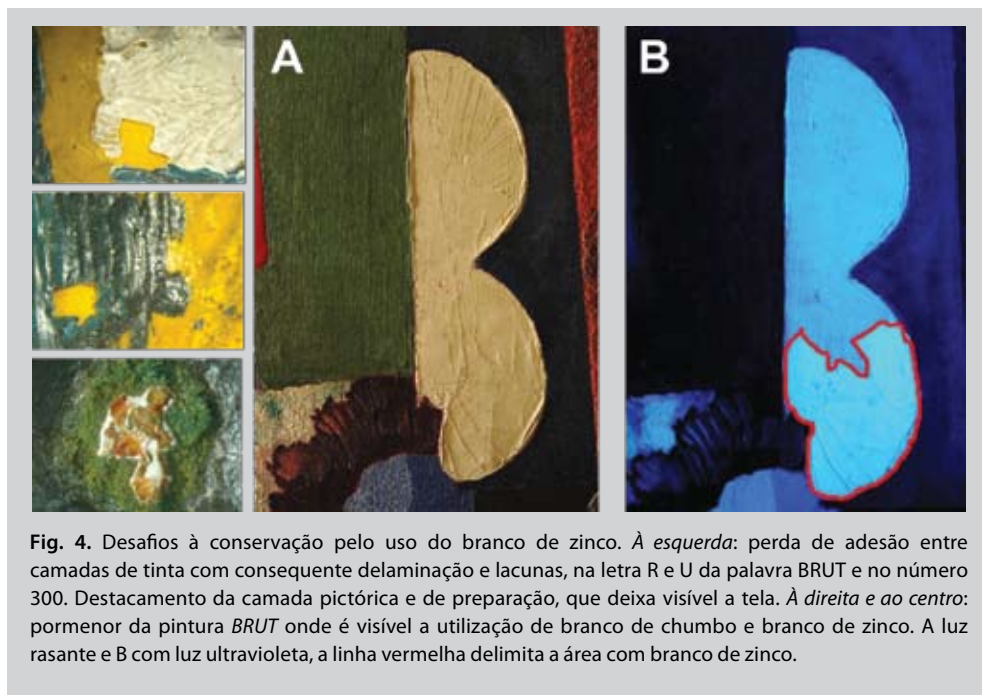 A
B
Fig. 4. Desafios à conservação pelo uso do branco de zinco. À esquerda: perda de adesão entre
camadas de tinta com consequente delaminação e lacunas, na letra R e U da palavra BRUT e no número
300. Destacamento da camada pictórica e de preparação, que deixa visível a tela. À direita e ao centro:
pormenor da pintura BRUT onde é visível a utilização de branco de chumbo e branco de zinco. A luz
rasante e B com luz ultravioleta, a linha vermelha delimita a área com branco de zinco.